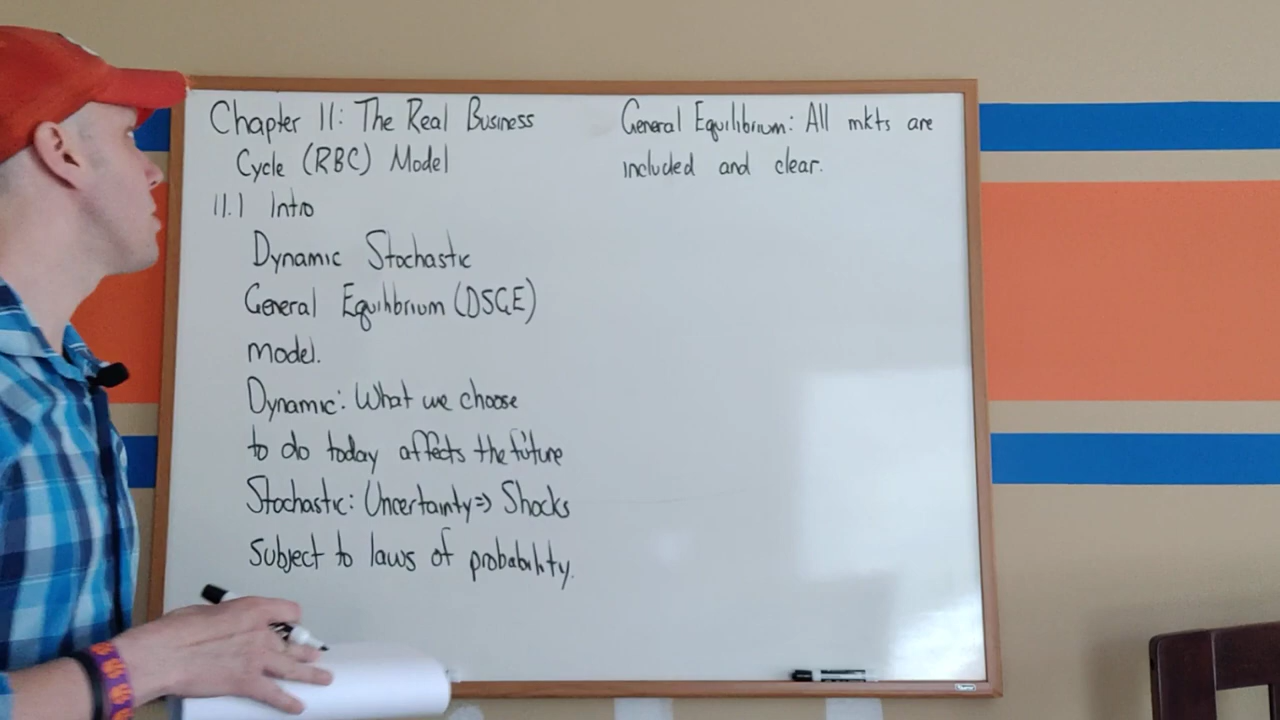 Chapter 11: The Real Business
Cycle (RBC) Model
11.1 Intro
Dynamic Stochastic
General Equilibrium (DSGE)
model.
Dynamic: What we choose
to do today affects the future
Stochastic: Uncertainty => Shocks
subject to laws of probability.
General Equilibrium: All mkts are
included and clear.